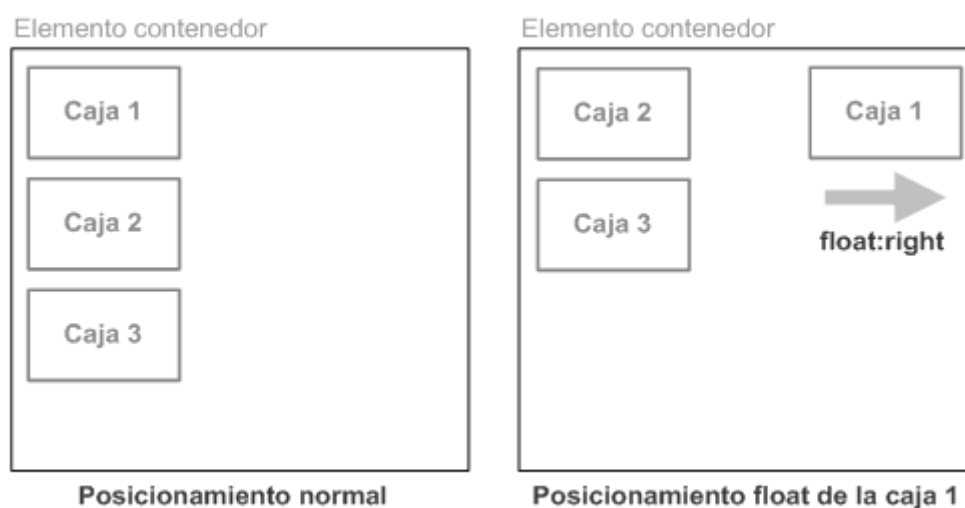 Elemento contenedor
Caja 1
Caja 2
Caja 3
Posicionamiento normal
Elemento contenedor
Caja 2
Caja 1
Caja 3
float:right
Posicionamiento float de la caja 1